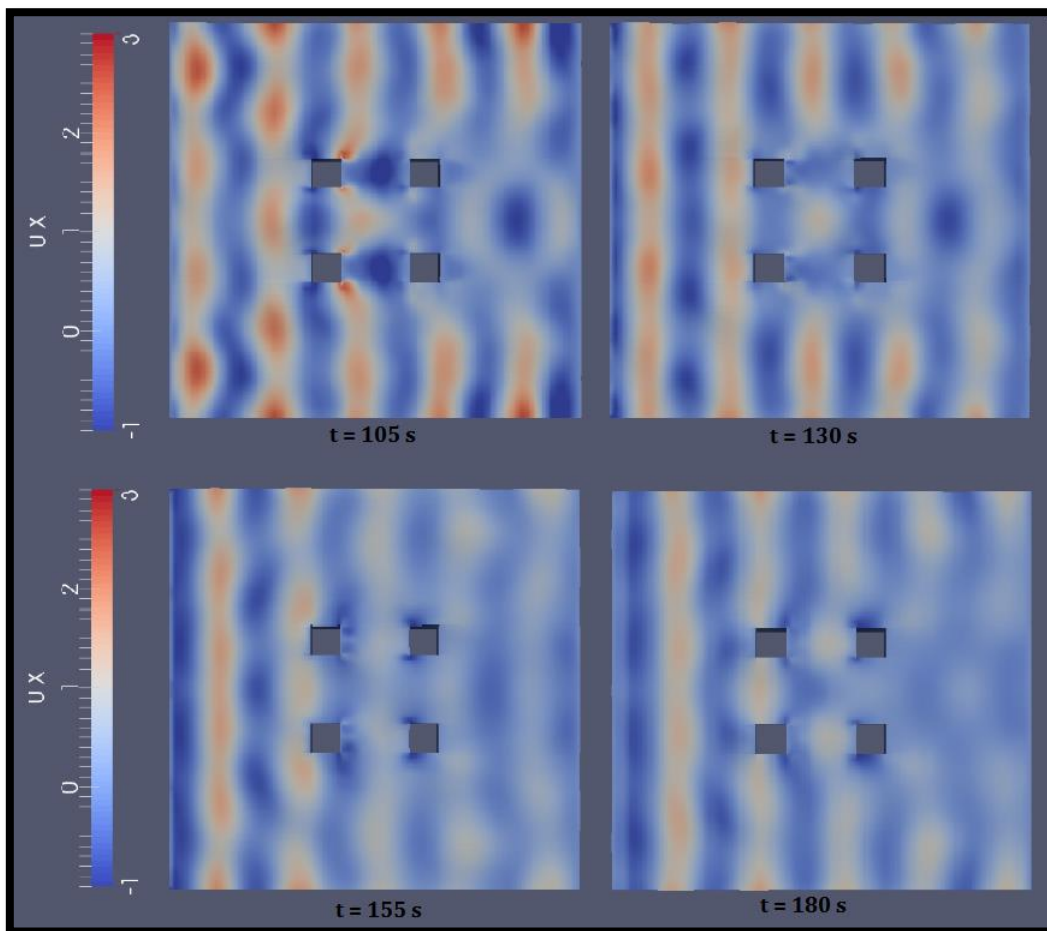 3
2
1
0
-1
U X
t = 105 s
t = 130 s
3
2
1
0
-1
U X
t = 155 s
t = 180 s